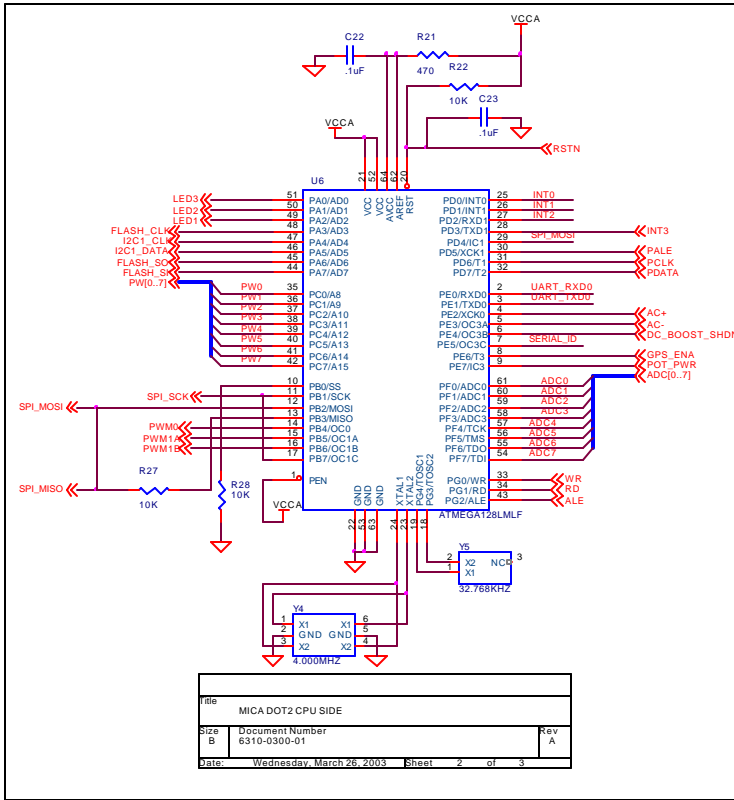 VCCA
C22
R21
.1uF
470
R22
10K
C23
.1uF
VCCA
RSTN
21
52
64
62
20
U6
VCC
VCC
AVCC
AREF
RST
LED3 51 PA0/AD0
LED2 50 PA1/AD1
LED1 49 PA2/AD2
FLASH_CLK 48 PA3/AD3
I2C1_CLK 47 PA4/AD4
I2C1_DATA 46 PA5/AD5
FLASH_SO 45 PA6/AD6
FLASH_SI 44 PA7/AD7
PW[0..7]
PW0 35 PC0/A8
PW1 36 PC1/A9
PW2 37 PC2/A10
PW3 38 PC3/A11
PW4 39 PC4/A12
PW5 40 PC5/A13
PW6 41 PC6/A14
PW7 42 PC7/A15
10 PB0/SS
SPI_SCK 11 PB1/SCK
SPI_MOSI 12 PB2/MOSI
13 PB3/MISO
PWM0 14 PB4/OC0
PWM1A 15 PB5/OC1A
PWM1B 16 PB6/OC1B
17 PB7/OC1C
SPI_MISO
R27
10K
R28
10K
1 PEN
VCCA
PD0/INT0 25 INT0
PD1/INT1 26 INT1
PD2/RXD1 27 INT2
PD3/TXD1 28 INT3
PD4/IC1 29 SPI_MOSI
PD5/XCK1 30 PALE
PD6/T1 31 PCLK
PD7/T2 32 PDATA
PE0/RXD0 2 UART_RXD0
PE1/TXD0 3 UART_TXD0
PE2/XCK0 4 AC+
PE3/OC3A 5 AC-
PE4/OC3B 6 DC_BOOST_SHDN
PE5/OC3C 7 SERIAL_ID
PE6/T3 8 GPS_ENA
PE7/IC3 9 POT_PWR
ADC[0..7]
PF0/ADC0 61 ADC0
PF1/ADC1 60 ADC1
PF2/ADC2 59 ADC2
PF3/ADC3 58 ADC3
PF4/TCK 57 ADC4
PF5/TMS 56 ADC5
PF6/TDO 55 ADC6
PF7/TDI 54 ADC7
PG0/WR 33 WR
PG1/RD 34 RD
PG2/ALE 43 ALE
GND
GND
GND
XTAL1
XTAL2
PG4/TOSC1
PG3/TOSC2
22
53
63
24
23
19
18
ATMEGA128LMLF
Y5
2 X2 NC 3
1 X1
32.768KHZ
Y4
1 X1 X1 6
2 GND GND 5
3 X2 X2 4
4.000MHZ
Title
MICA DOT2 CPU SIDE
Size Document Number Rev
B 6310-0300-01 A
Date: Wednesday, March 26, 2003 Sheet 2 of 3